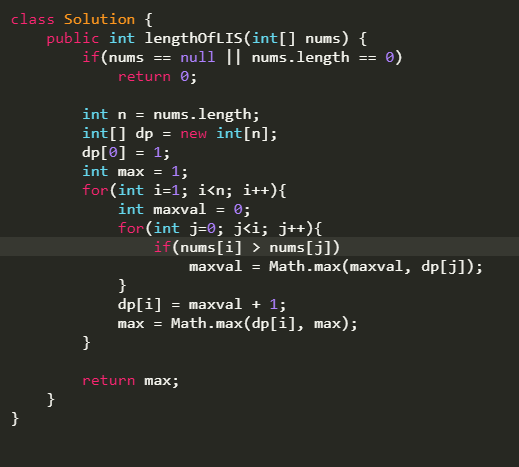 class Solution {
    public int lengthOfLIS(int[] nums) {
        if(nums == null || nums.length == 0)
            return 0;

        int n = nums.length;
        int[] dp = new int[n];
        dp[0] = 1;
        int max = 1;
        for(int i=1; i<n; i++){
            int maxval = 0;
            for(int j=0; j<i; j++){
                if(nums[i] > nums[j])
                    maxval = Math.max(maxval, dp[j]);
            }
            dp[i] = maxval + 1;
            max = Math.max(dp[i], max);
        }

        return max;
    }
}